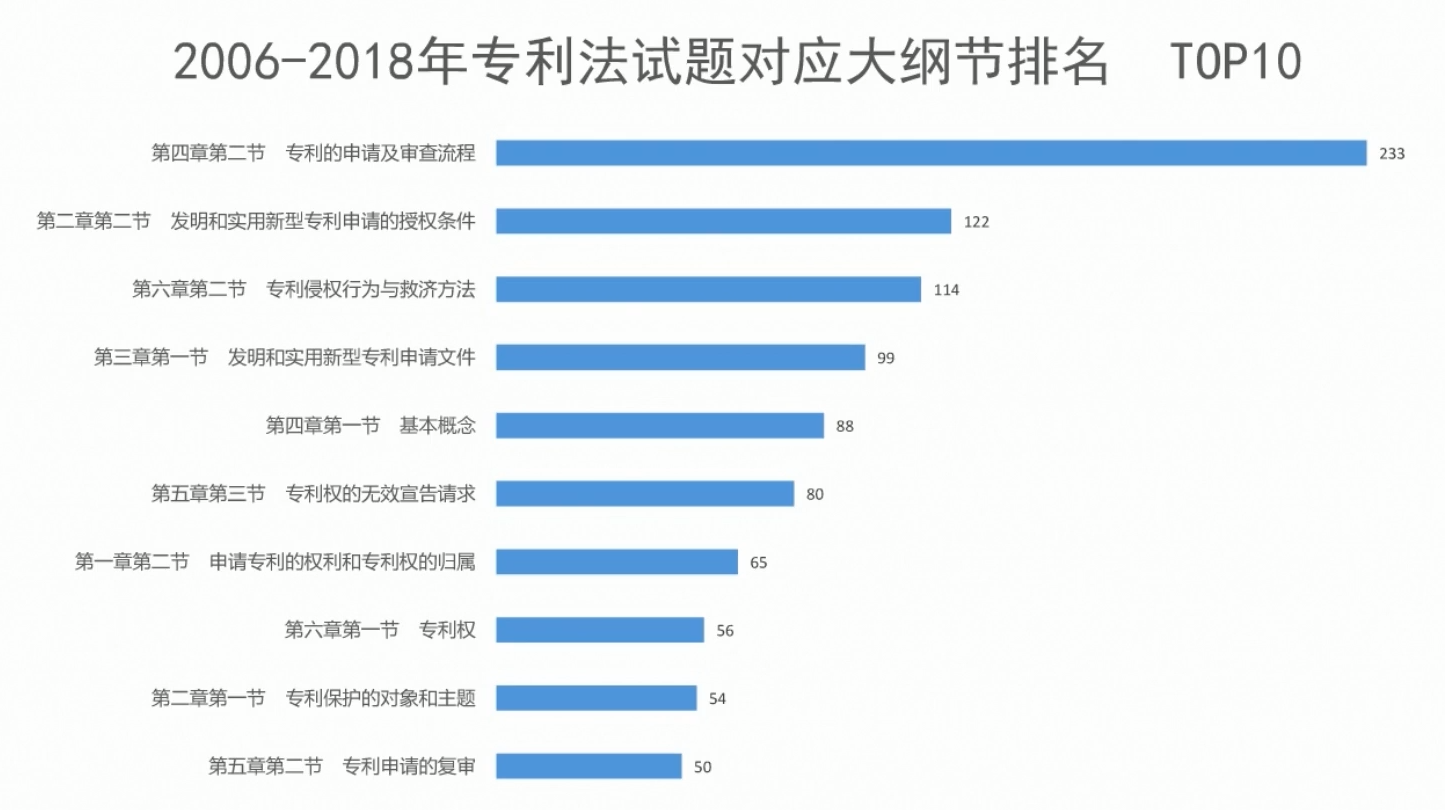 2006-2018年专利法试题对应大纲节排名　TOP10
第四章第二节　专利的申请及审查流程 233
第二章第二节　发明和实用新型专利申请的授权条件 122
第六章第二节　专利侵权行为与救济方法 114
第三章第一节　发明和实用新型专利申请文件 99
第四章第一节　基本概念 88
第五章第三节　专利权的无效宣告请求 80
第一章第二节　申请专利的权利和专利权的归属 65
第六章第一节　专利权 56
第二章第一节　专利保护的对象和主题 54
第五章第二节　专利申请的复审 50